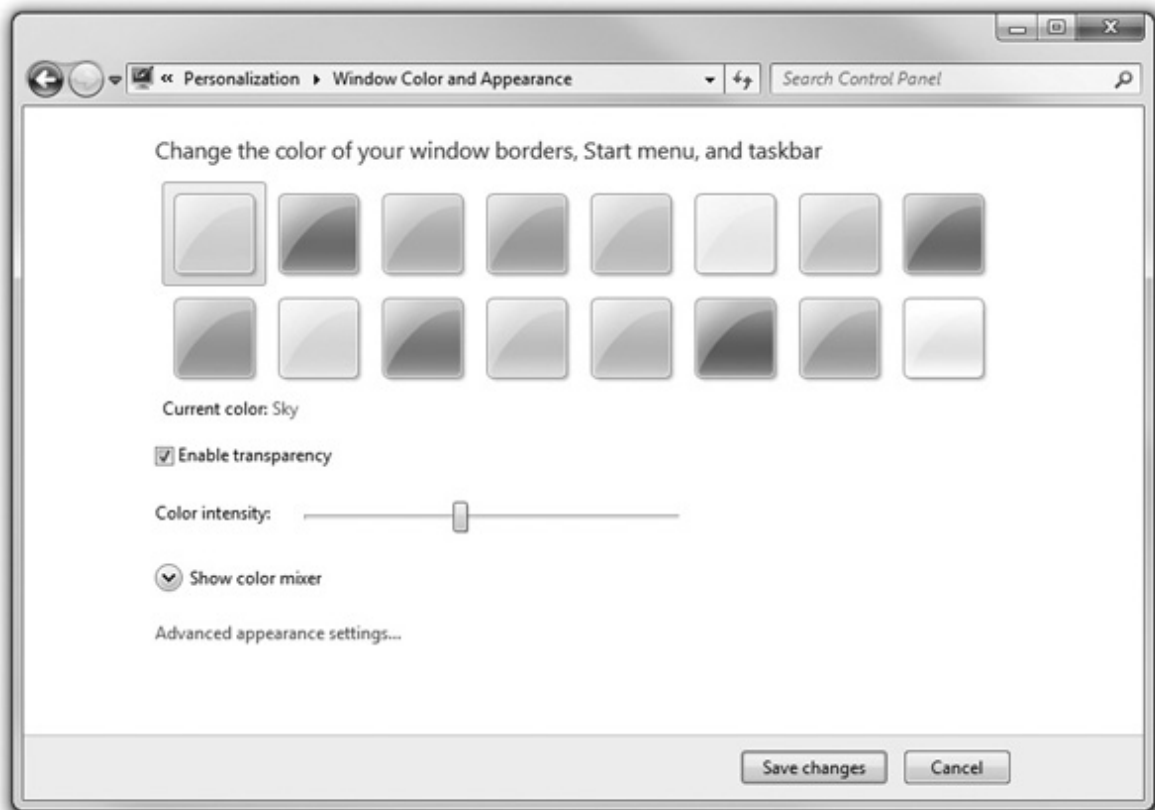 « Personalization ▸ Window Color and Appearance
Search Control Panel
Change the color of your window borders, Start menu, and taskbar
Current color: Sky
Enable transparency
Color intensity:
Show color mixer
Advanced appearance settings...
Save changes Cancel